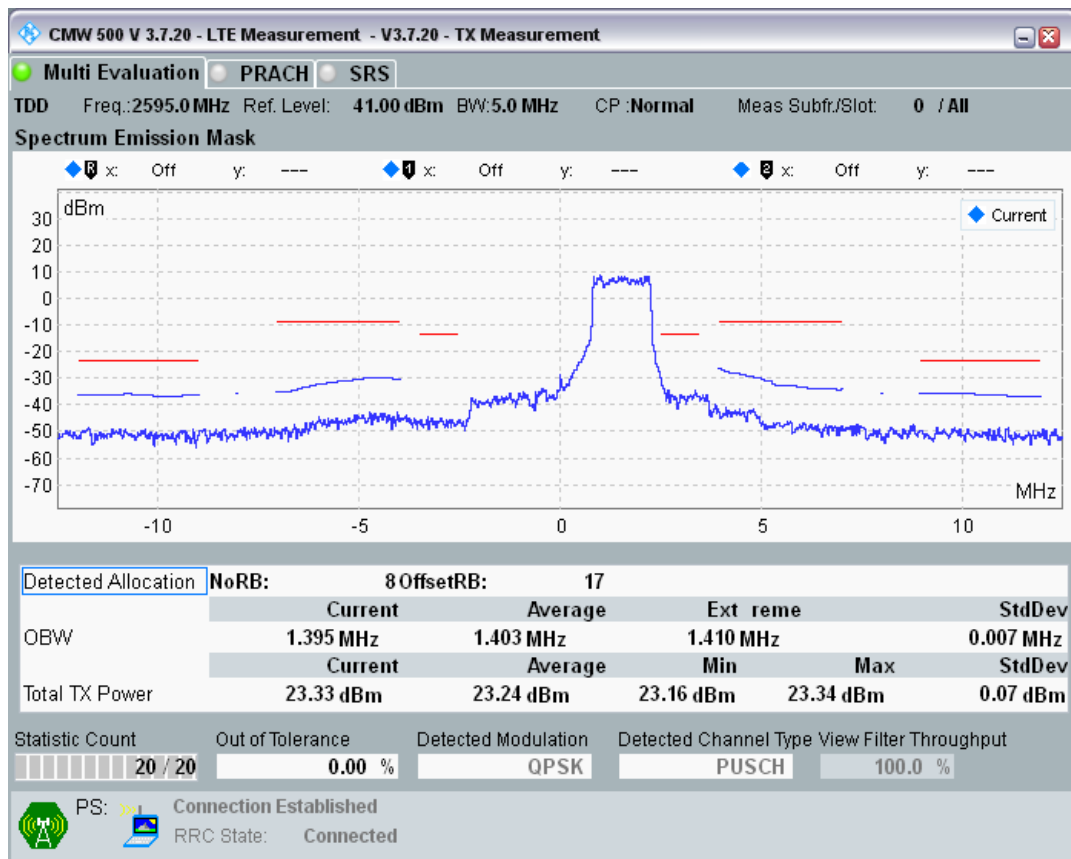 CMW 500 V 3.7.20 - LTE Measurement - V3.7.20 - TX Measurement
Multi Evaluation PRACH SRS
TDD Freq.:2595.0 MHz Ref. Level: 41.00 dBm BW:5.0 MHz CP :Normal Meas Subfr./Slot: 0 / All
Spectrum Emission Mask
R x: Off y: --- 1 x: Off y: --- 2 x: Off y: ---
dBm
Current
30
20
10
0
-10
-20
-30
-40
-50
-60
-70
MHz
-10 -5 0 5 10
Detected Allocation NoRB: 8 OffsetRB: 17
Current Average Ext reme StdDev
OBW 1.395 MHz 1.403 MHz 1.410 MHz 0.007 MHz
Current Average Min Max StdDev
Total TX Power 23.33 dBm 23.24 dBm 23.16 dBm 23.34 dBm 0.07 dBm
Statistic Count Out of Tolerance Detected Modulation Detected Channel Type View Filter Throughput
20 / 20 0.00 % QPSK PUSCH 100.0 %
PS: Connection Established
RRC State: Connected